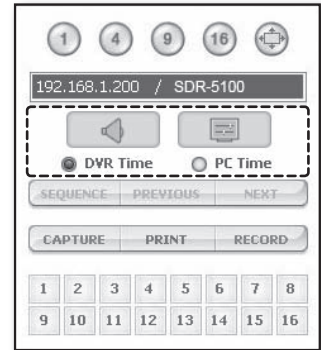 1 4 9 16
192.168.1.200 / SDR-5100
DVR Time PC Time
SEQUENCE PREVIOUS NEXT
CAPTURE PRINT RECORD
1 2 3 4 5 6 7 8
9 10 11 12 13 14 15 16